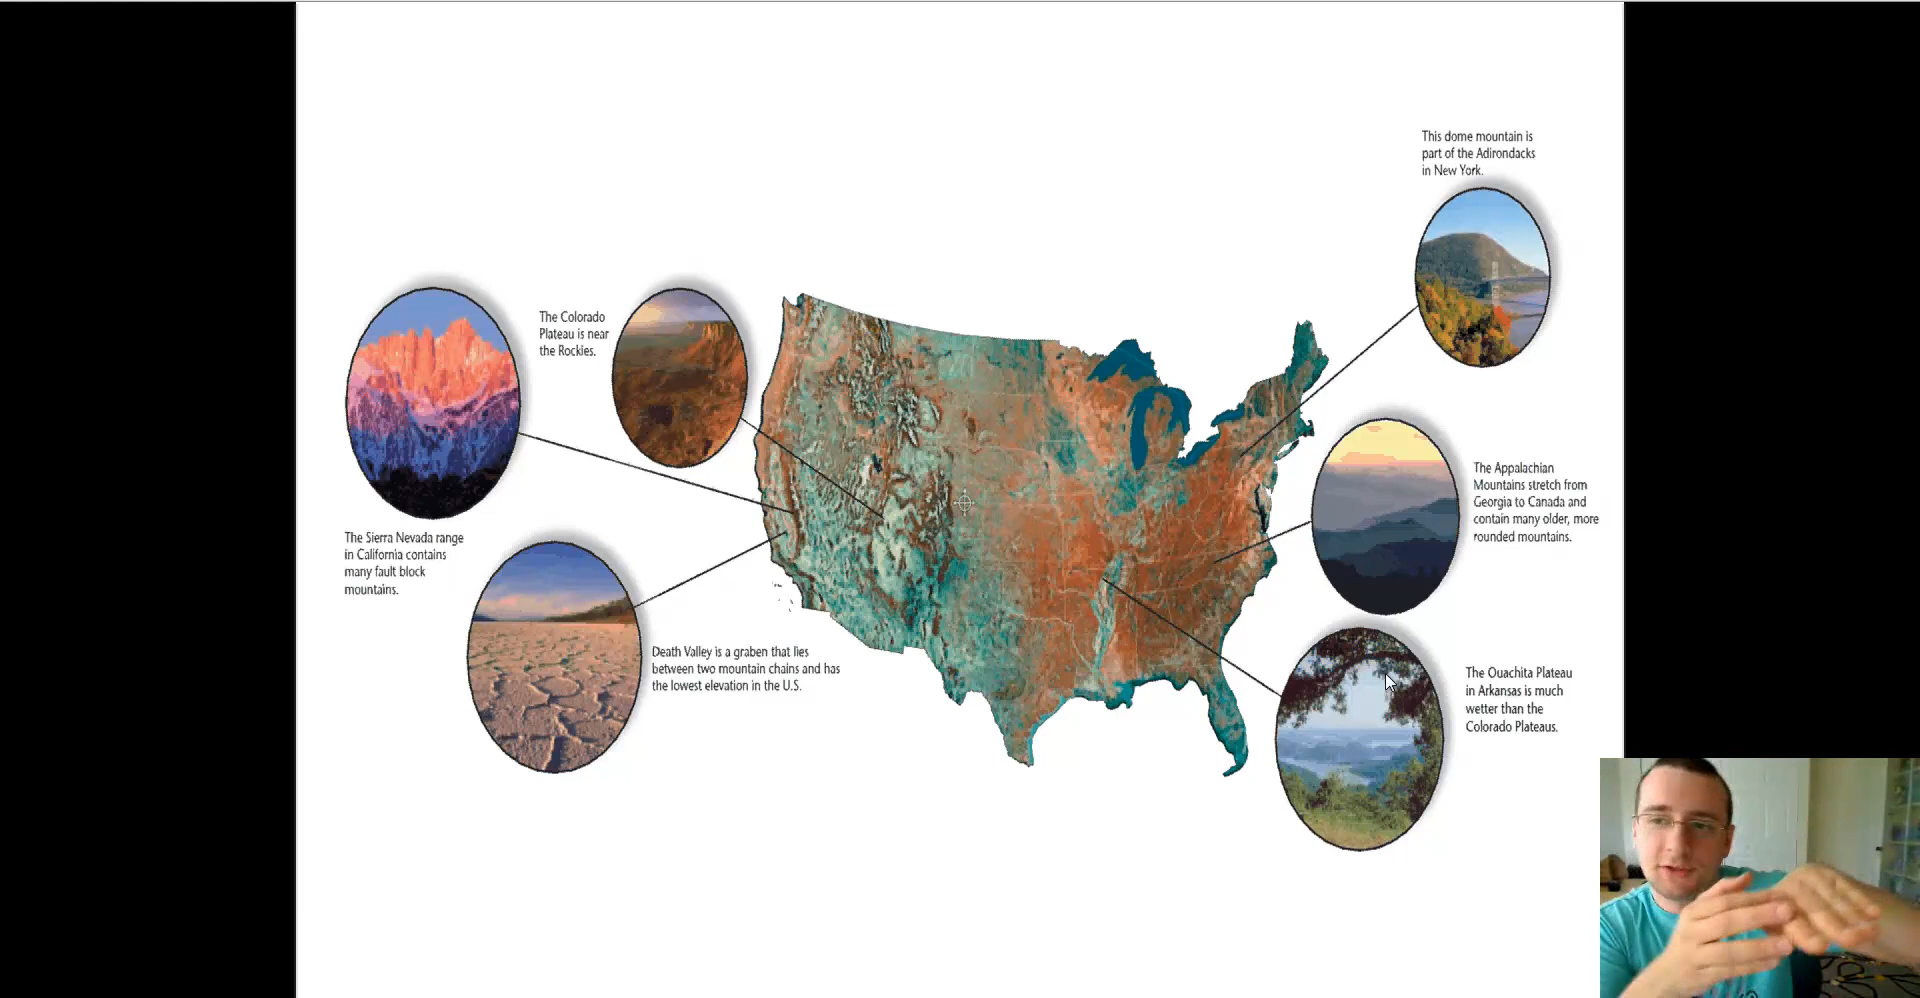 This dome mountain is
part of the Adirondacks
in New York.
The Colorado
Plateau is near
the Rockies.
The Sierra Nevada range
in California contains
many fault block
mountains.
Death Valley is a graben that lies
between two mountain chains and has
the lowest elevation in the U.S.
The Appalachian
Mountains stretch from
Georgia to Canada and
contain many older, more
rounded mountains.
The Ouachita Plateau
in Arkansas is much
wetter than the
Colorado Plateaus.